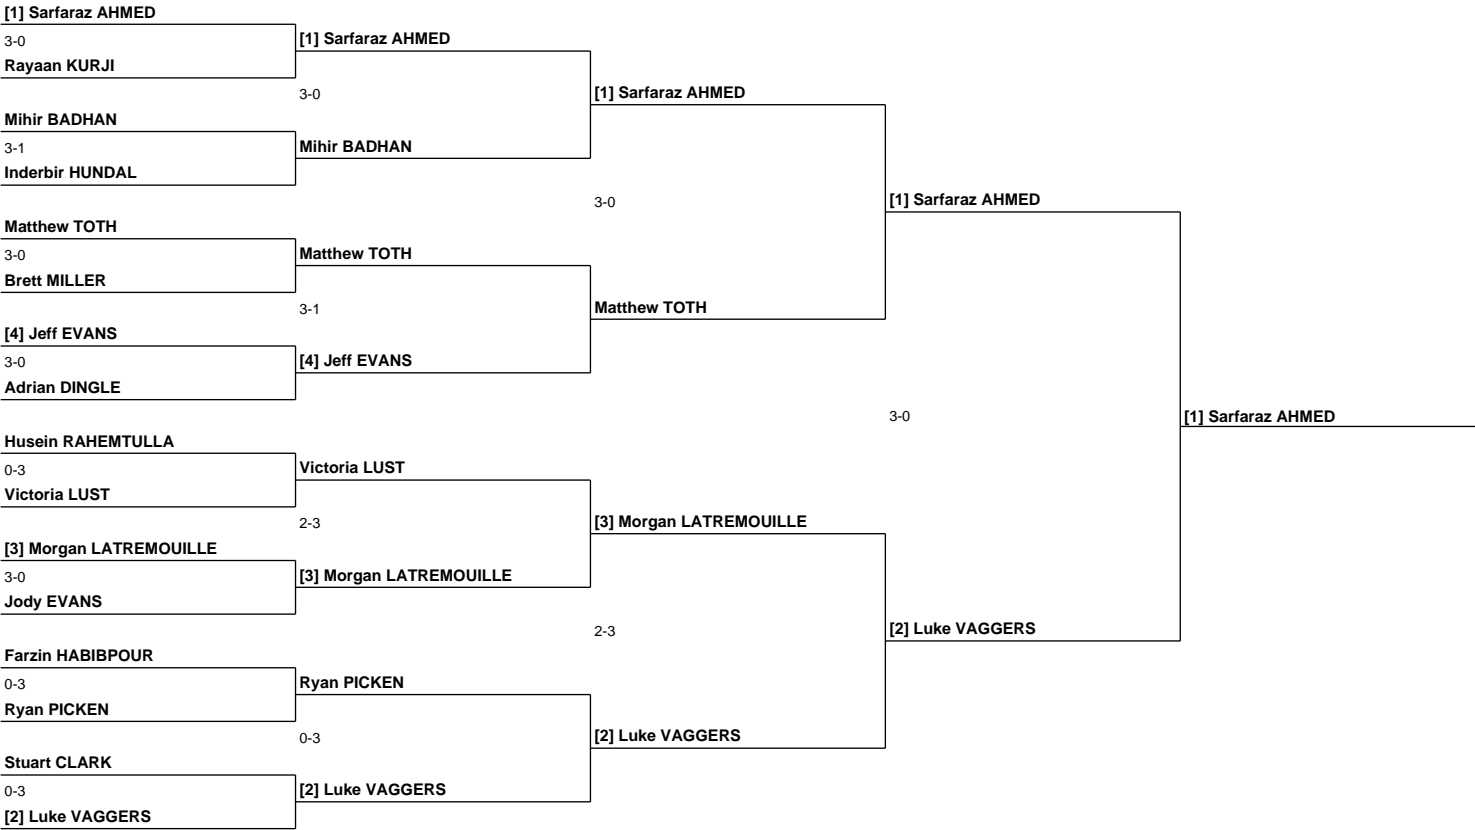 [1] Sarfaraz AHMED
3-0
[1] Sarfaraz AHMED
Rayaan KURJI
3-0
[1] Sarfaraz AHMED
Mihir BADHAN
3-1
Mihir BADHAN
Inderbir HUNDAL
3-0
[1] Sarfaraz AHMED
Matthew TOTH
3-0
Matthew TOTH
Brett MILLER
3-1
Matthew TOTH
[4] Jeff EVANS
3-0
[4] Jeff EVANS
Adrian DINGLE
3-0
[1] Sarfaraz AHMED
Husein RAHEMTULLA
0-3
Victoria LUST
Victoria LUST
2-3
[3] Morgan LATREMOUILLE
[3] Morgan LATREMOUILLE
3-0
[3] Morgan LATREMOUILLE
Jody EVANS
2-3
[2] Luke VAGGERS
Farzin HABIBPOUR
0-3
Ryan PICKEN
Ryan PICKEN
0-3
[2] Luke VAGGERS
Stuart CLARK
0-3
[2] Luke VAGGERS
[2] Luke VAGGERS